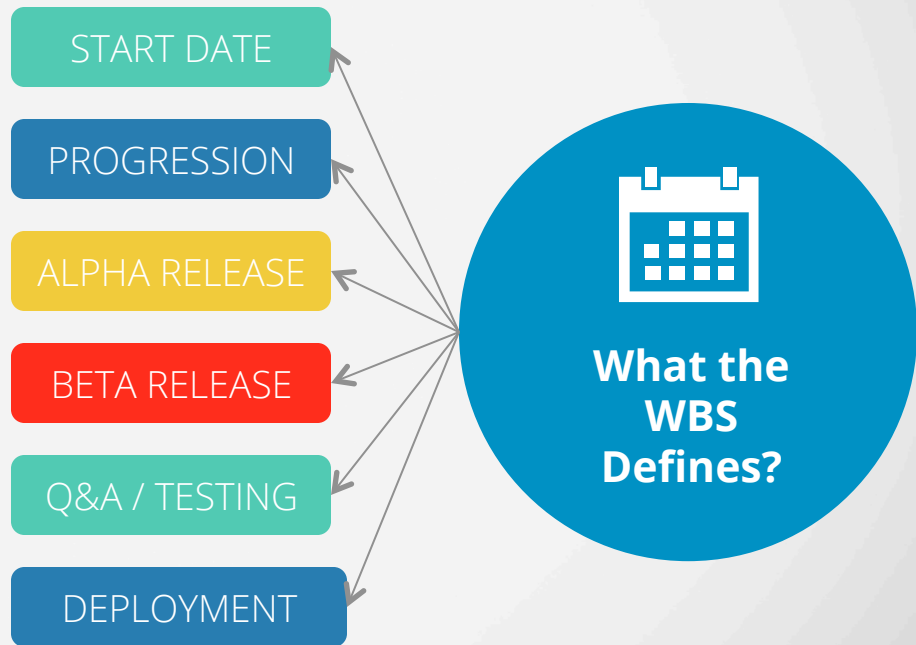 START DATE
PROGRESSION
ALPHA RELEASE
BETA RELEASE
Q&A / TESTING
DEPLOYMENT
What the
WBS
Defines?